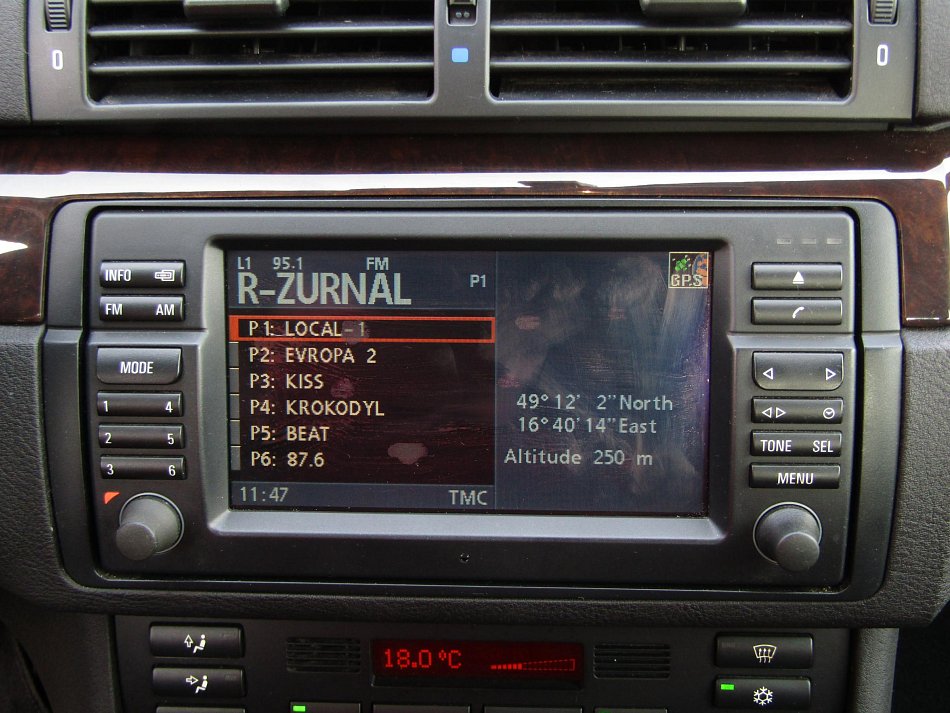 0 0
L1 95.1 FM
R-ZURNAL P1
GPS
P1: LOCAL-1
P2: EVROPA 2
P3: KISS
P4: KROKODYL
P5: BEAT
P6: 87.6
11:47 TMC
49° 12' 2"North
16° 40' 14"East
Altitude 250 m
INFO
FM AM
MODE
1 4
2 5
3 6
TONE SEL
MENU
18.0°C